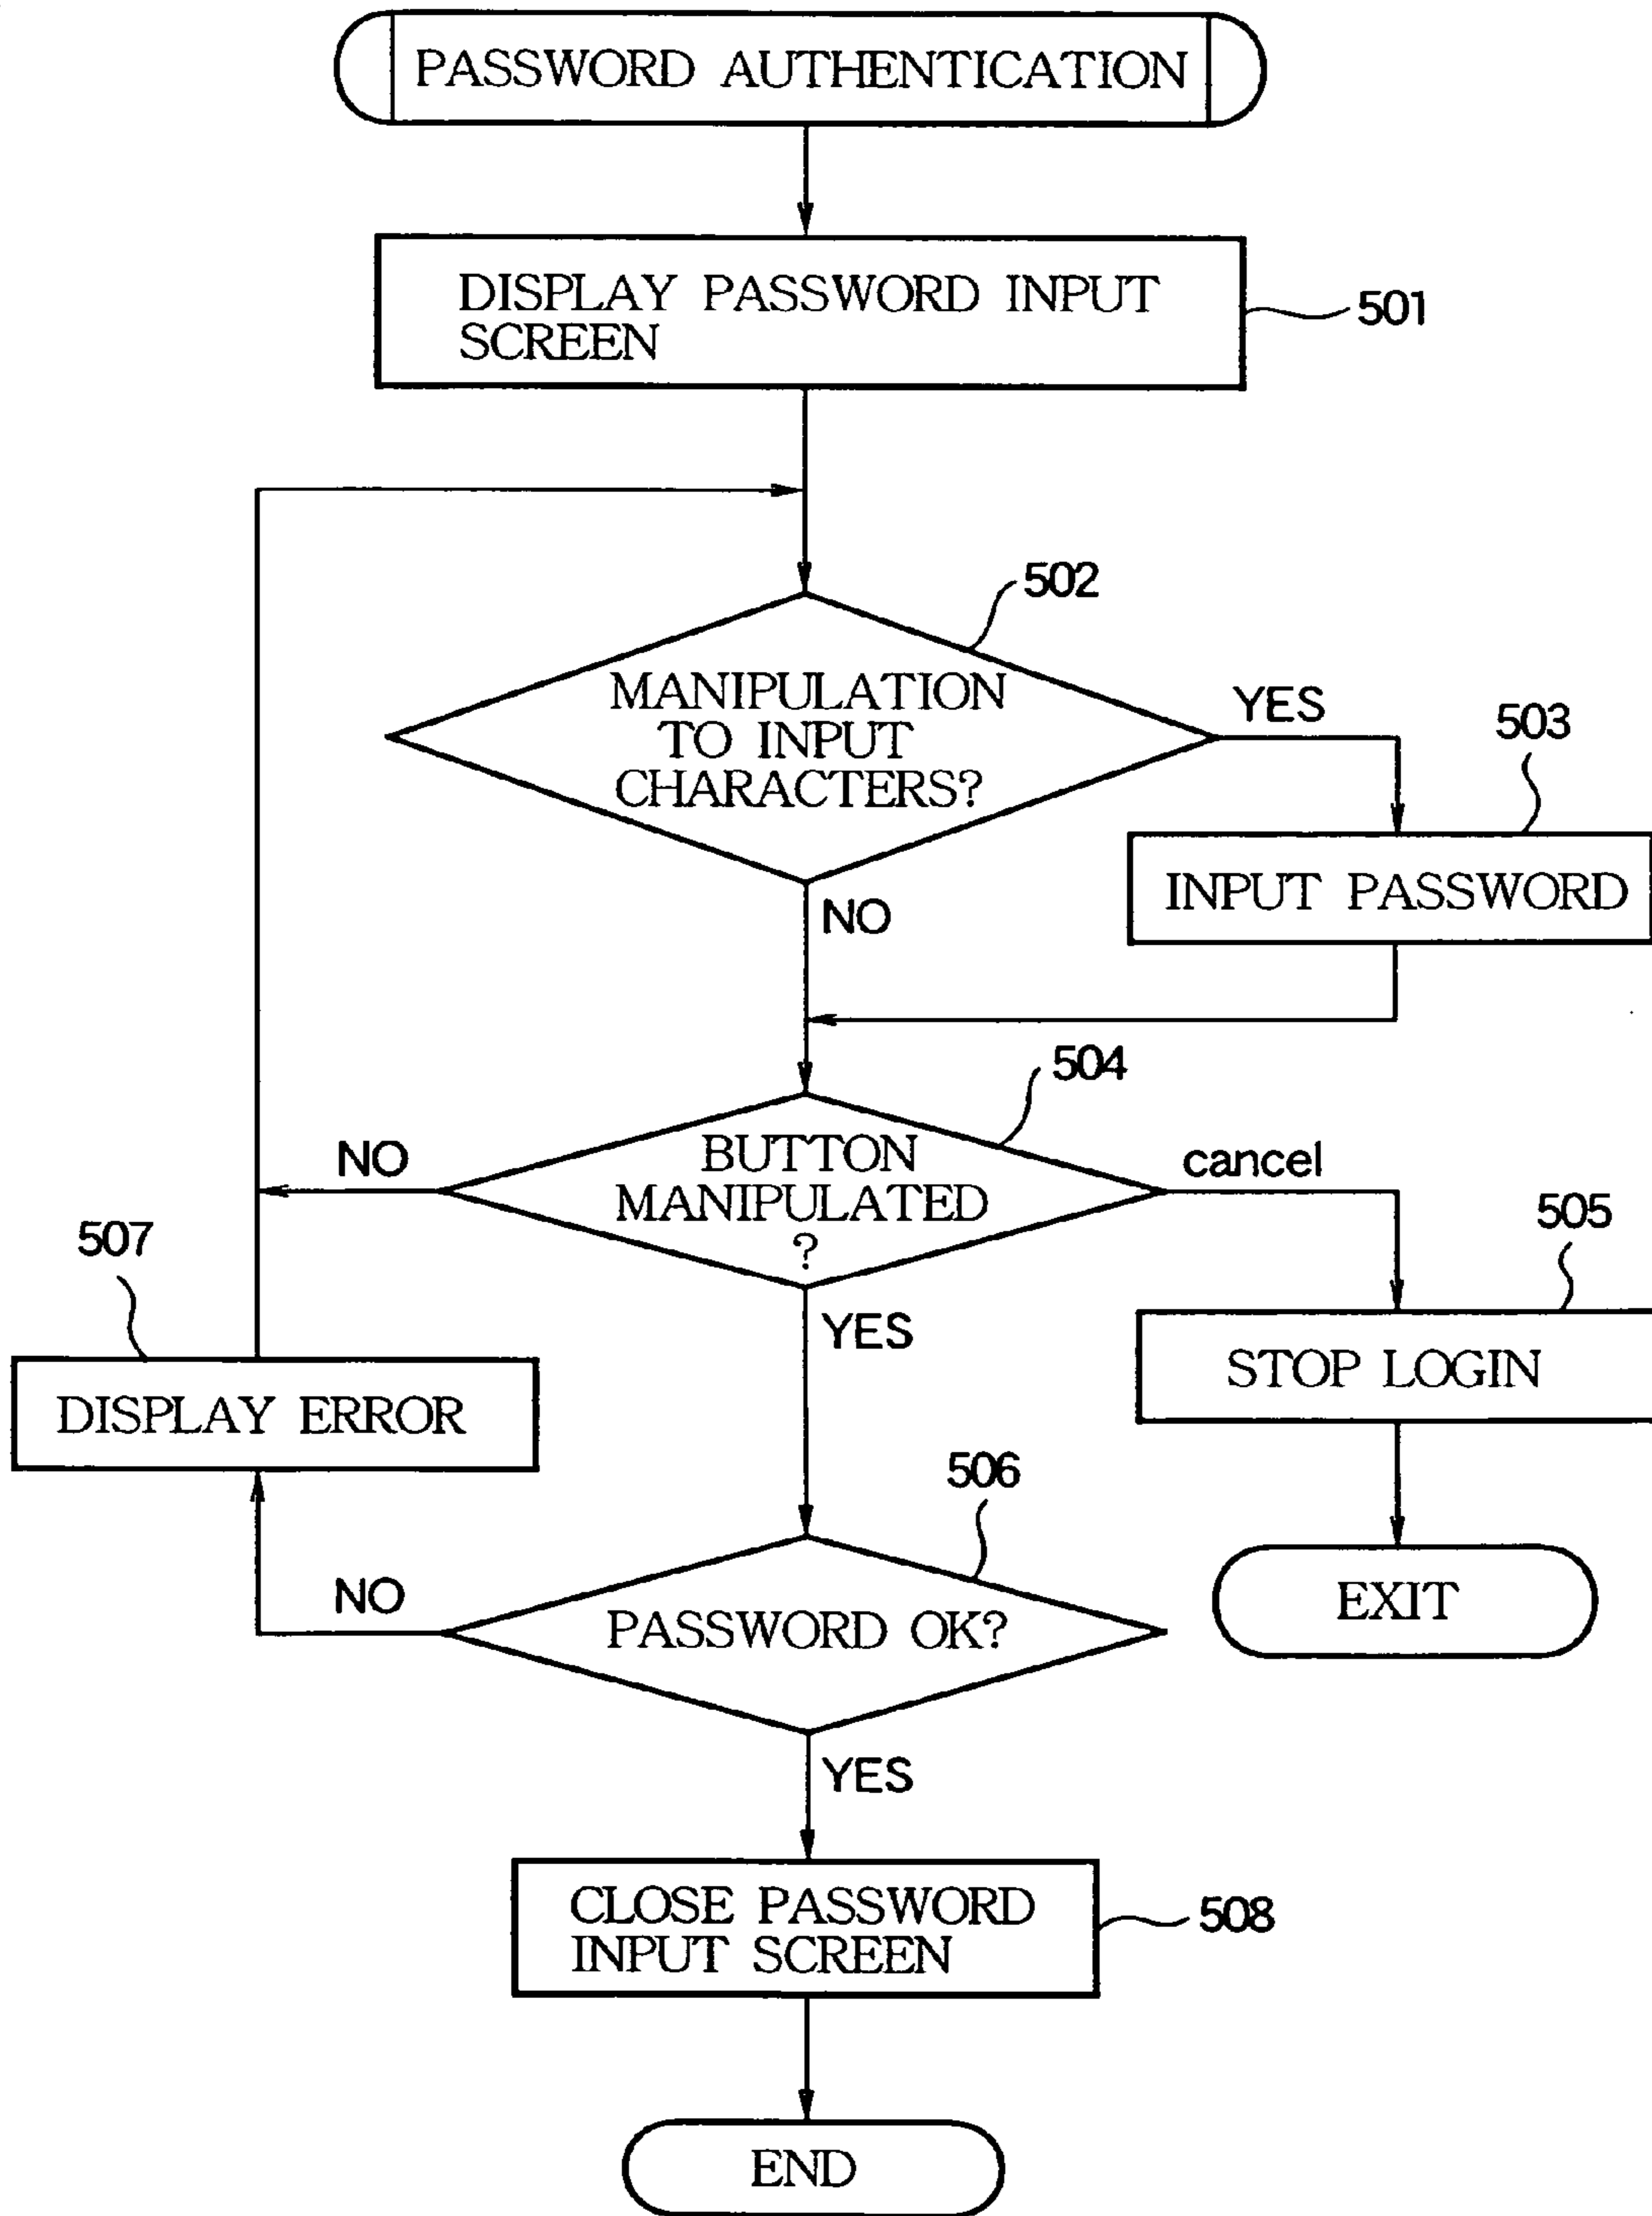 PASSWORD AUTHENTICATION
DISPLAY PASSWORD INPUT
SCREEN
501
502
MANIPULATION
TO INPUT
CHARACTERS?
YES
503
INPUT PASSWORD
NO
504
BUTTON
MANIPULATED
?
NO
cancel
505
507
YES
STOP LOGIN
DISPLAY ERROR
506
PASSWORD OK?
NO
EXIT
YES
CLOSE PASSWORD
INPUT SCREEN
508
END